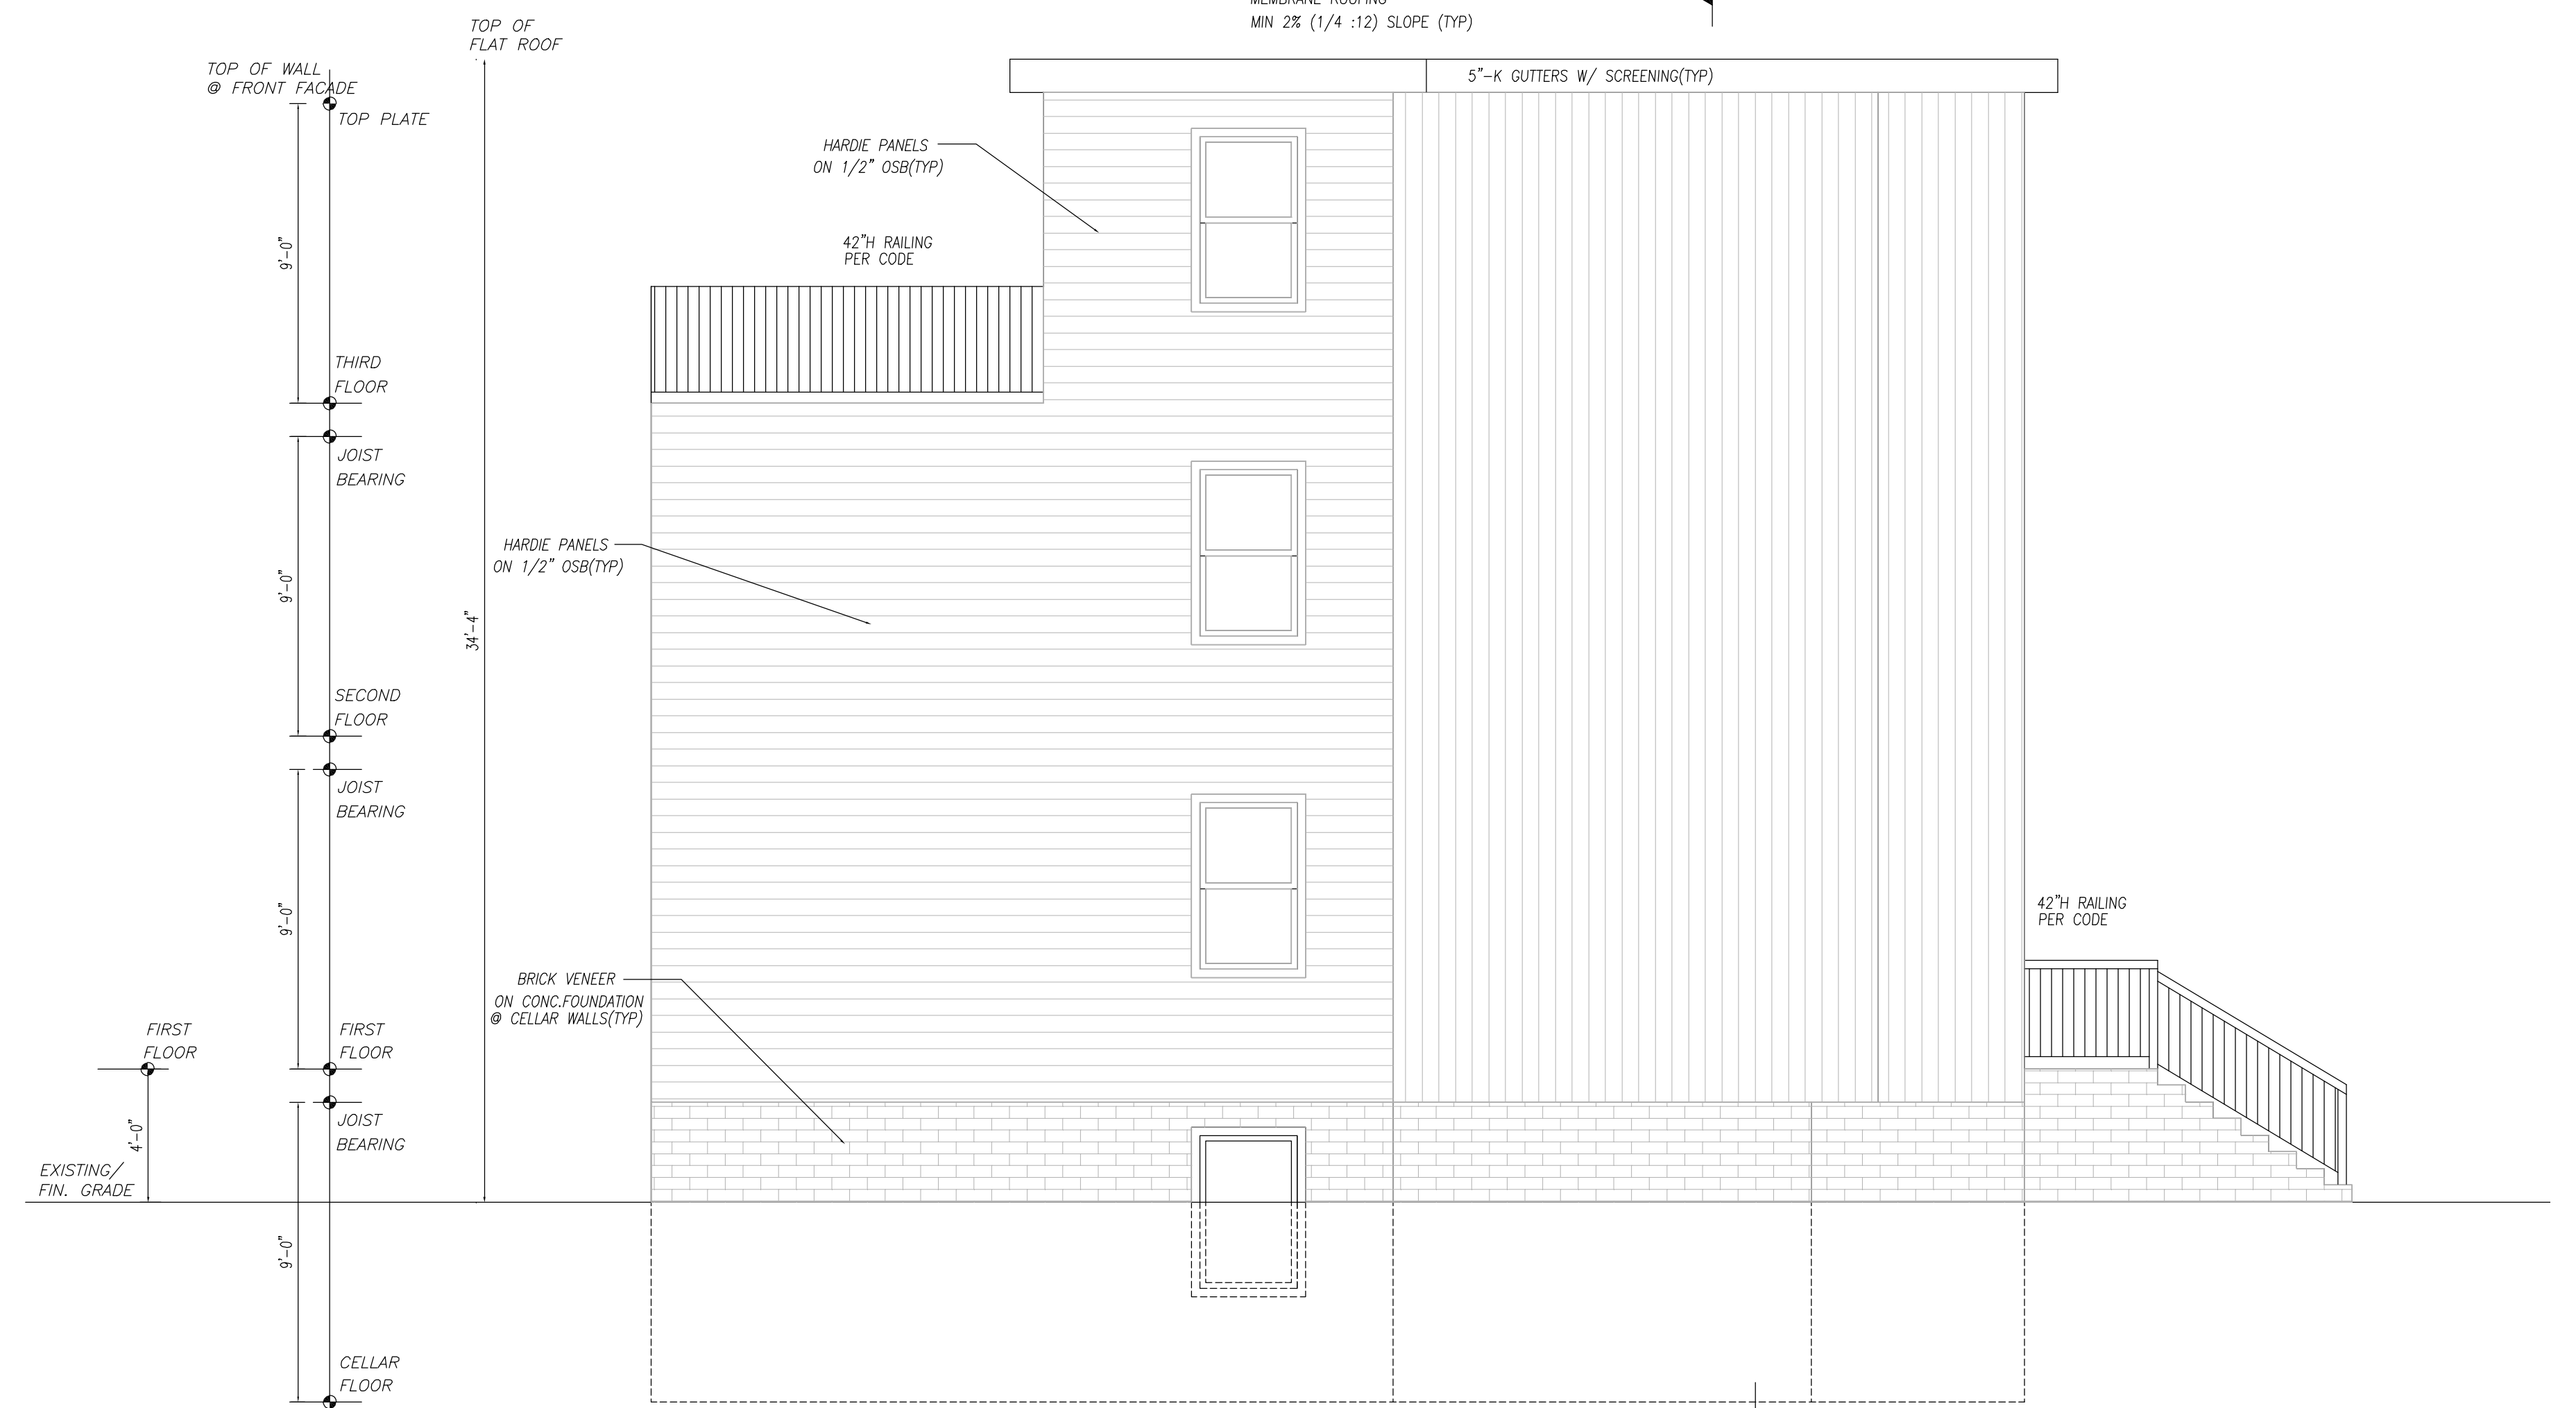 MEMBRANE ROOFING
MIN 2% (1/4 :12) SLOPE (TYP)
TOP OF
FLAT ROOF
TOP OF WALL
@ FRONT FACADE
TOP PLATE
5"-K GUTTERS W/ SCREENING(TYP)
HARDIE PANELS
ON 1/2" OSB(TYP)
42"H RAILING
PER CODE
9'-0"
THIRD
FLOOR
JOIST
BEARING
HARDIE PANELS
ON 1/2" OSB(TYP)
9'-0"
34'-4"
SECOND
FLOOR
JOIST
BEARING
9'-0"
42"H RAILING
PER CODE
BRICK VENEER
ON CONC.FOUNDATION
@ CELLAR WALLS(TYP)
FIRST
FLOOR
FIRST
FLOOR
4'-0"
JOIST
BEARING
EXISTING/
FIN. GRADE
9'-0"
CELLAR
FLOOR